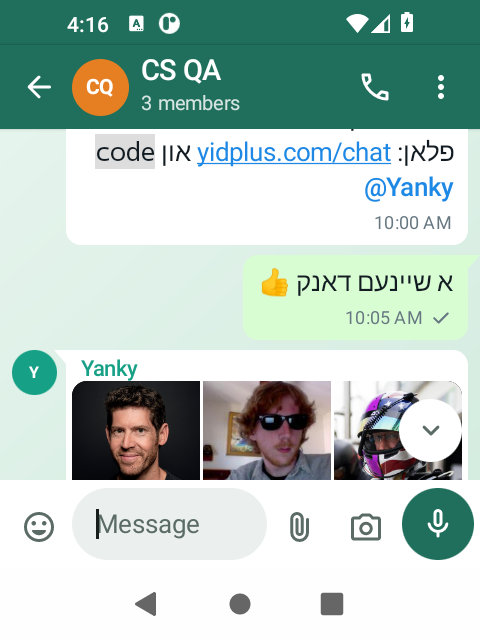 4:16
A
CQ
CS QA
3 members
פלאן: yidplus.com/chat און code
@Yanky
10:00 AM
א שיינעם דאנק 👍
10:05 AM
Y
Yanky
Message